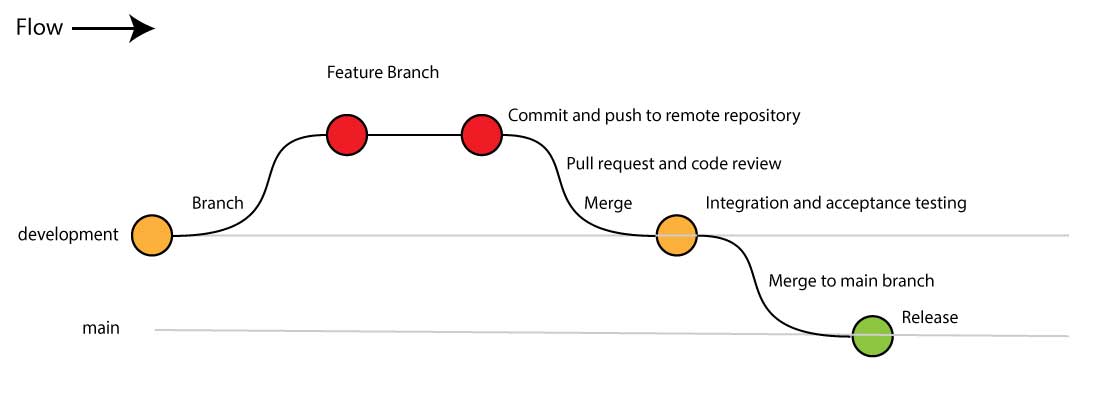 Flow
Feature Branch
Commit and push to remote repository
Pull request and code review
Branch
Merge
Integration and acceptance testing
development
Merge to main branch
Release
main